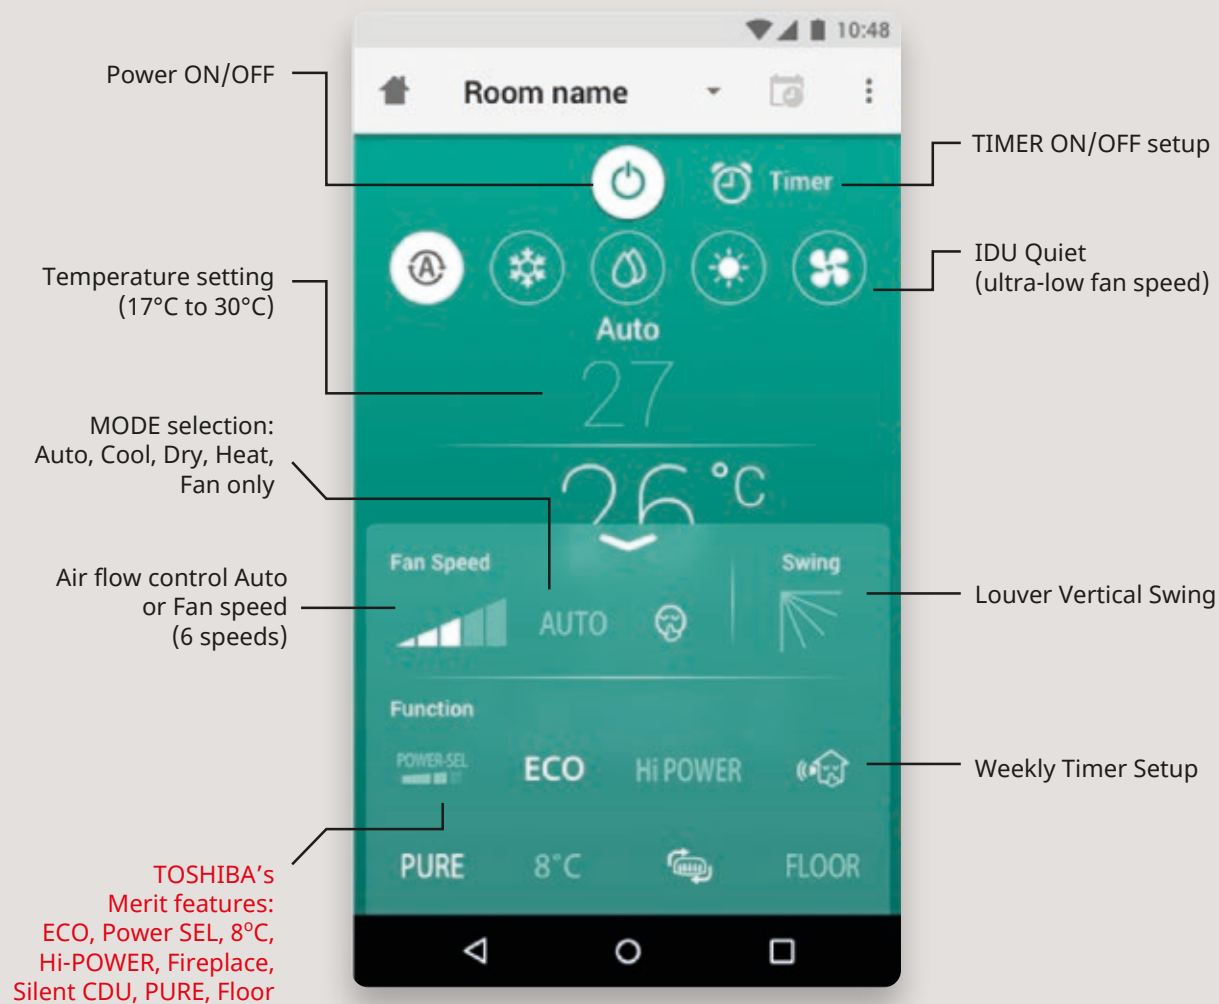 10:48
Room name
Power ON/OFF
TIMER ON/OFF setup
Timer
A
IDU Quiet
(ultra-low fan speed)
Temperature setting
(17°C to 30°C)
Auto
27
26°C
MODE selection:
Auto, Cool, Dry, Heat,
Fan only
Fan Speed
Swing
AUTO
Air flow control Auto
or Fan speed
(6 speeds)
Louver Vertical Swing
Function
POWER-SEL
ECO
Hi POWER
Weekly Timer Setup
PURE
8°C
FLOOR
TOSHIBA's
Merit features:
ECO, Power SEL, 8°C,
Hi-POWER, Fireplace,
Silent CDU, PURE, Floor